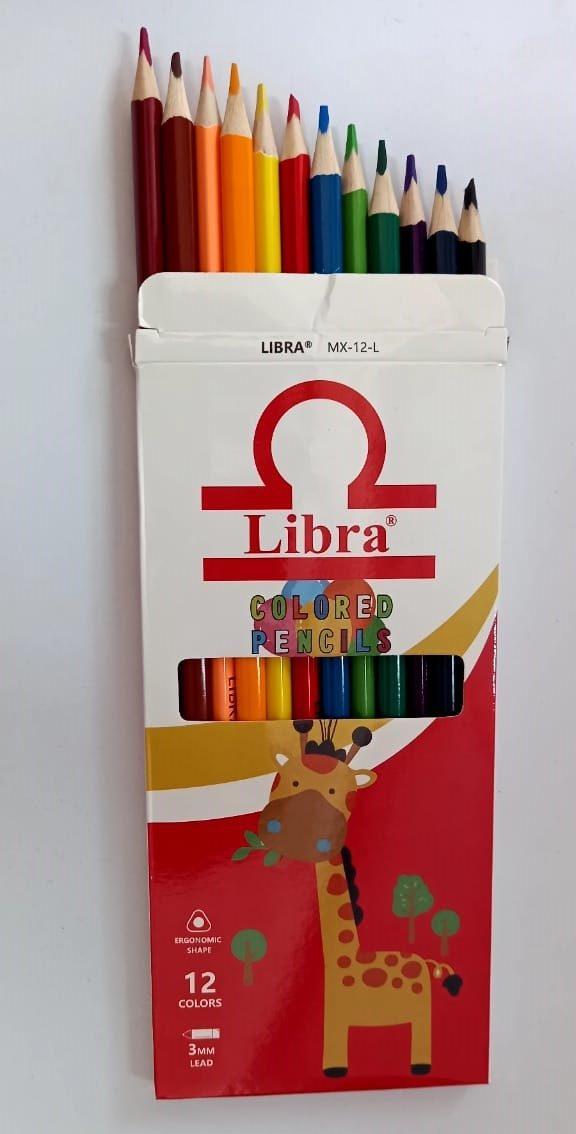 LIBRA® MX-12-L
Libra®
COLORED
PENCILS
ERGONOMIC
SHAPE
12
COLORS
3MM
LEAD